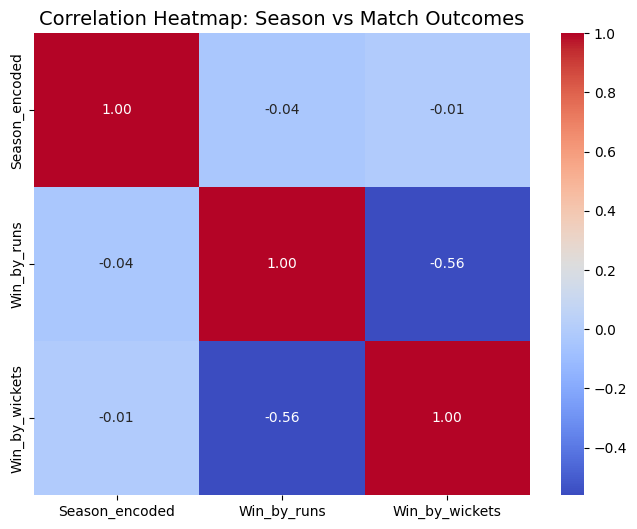 Correlation Heatmap: Season vs Match Outcomes
Season_encoded
1.00
-0.04
-0.01
Win_by_runs
-0.04
1.00
-0.56
Win_by_wickets
-0.01
-0.56
1.00
Season_encoded
Win_by_runs
Win_by_wickets
1.0
0.8
0.6
0.4
0.2
0.0
−0.2
−0.4